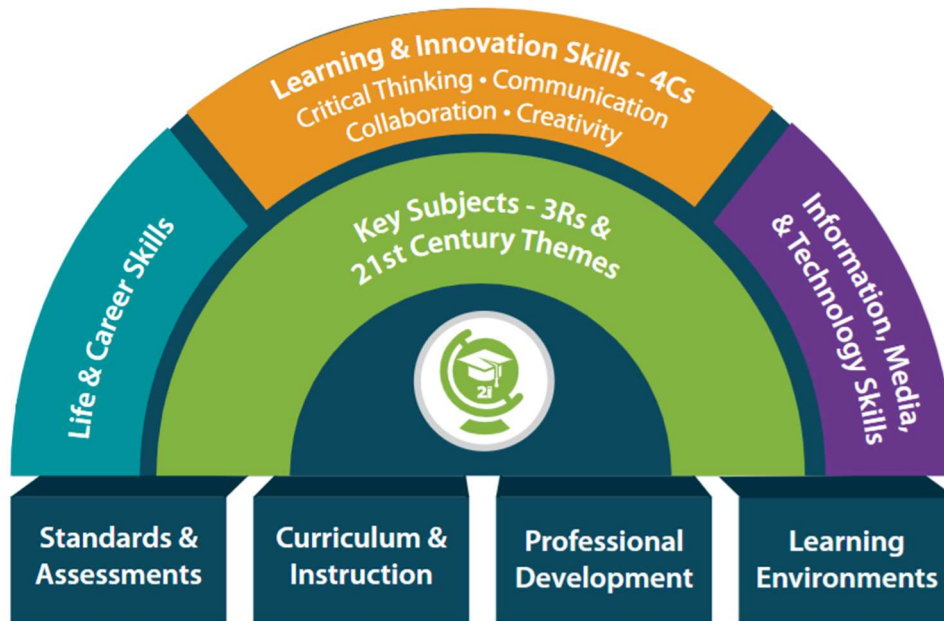 Learning & Innovation Skills - 4Cs
Critical Thinking • Communication
Collaboration • Creativity
Life & Career Skills
Key Subjects - 3Rs &
21st Century Themes
Information, Media,
& Technology Skills
2i
Standards &
Assessments
Curriculum &
Instruction
Professional
Development
Learning
Environments